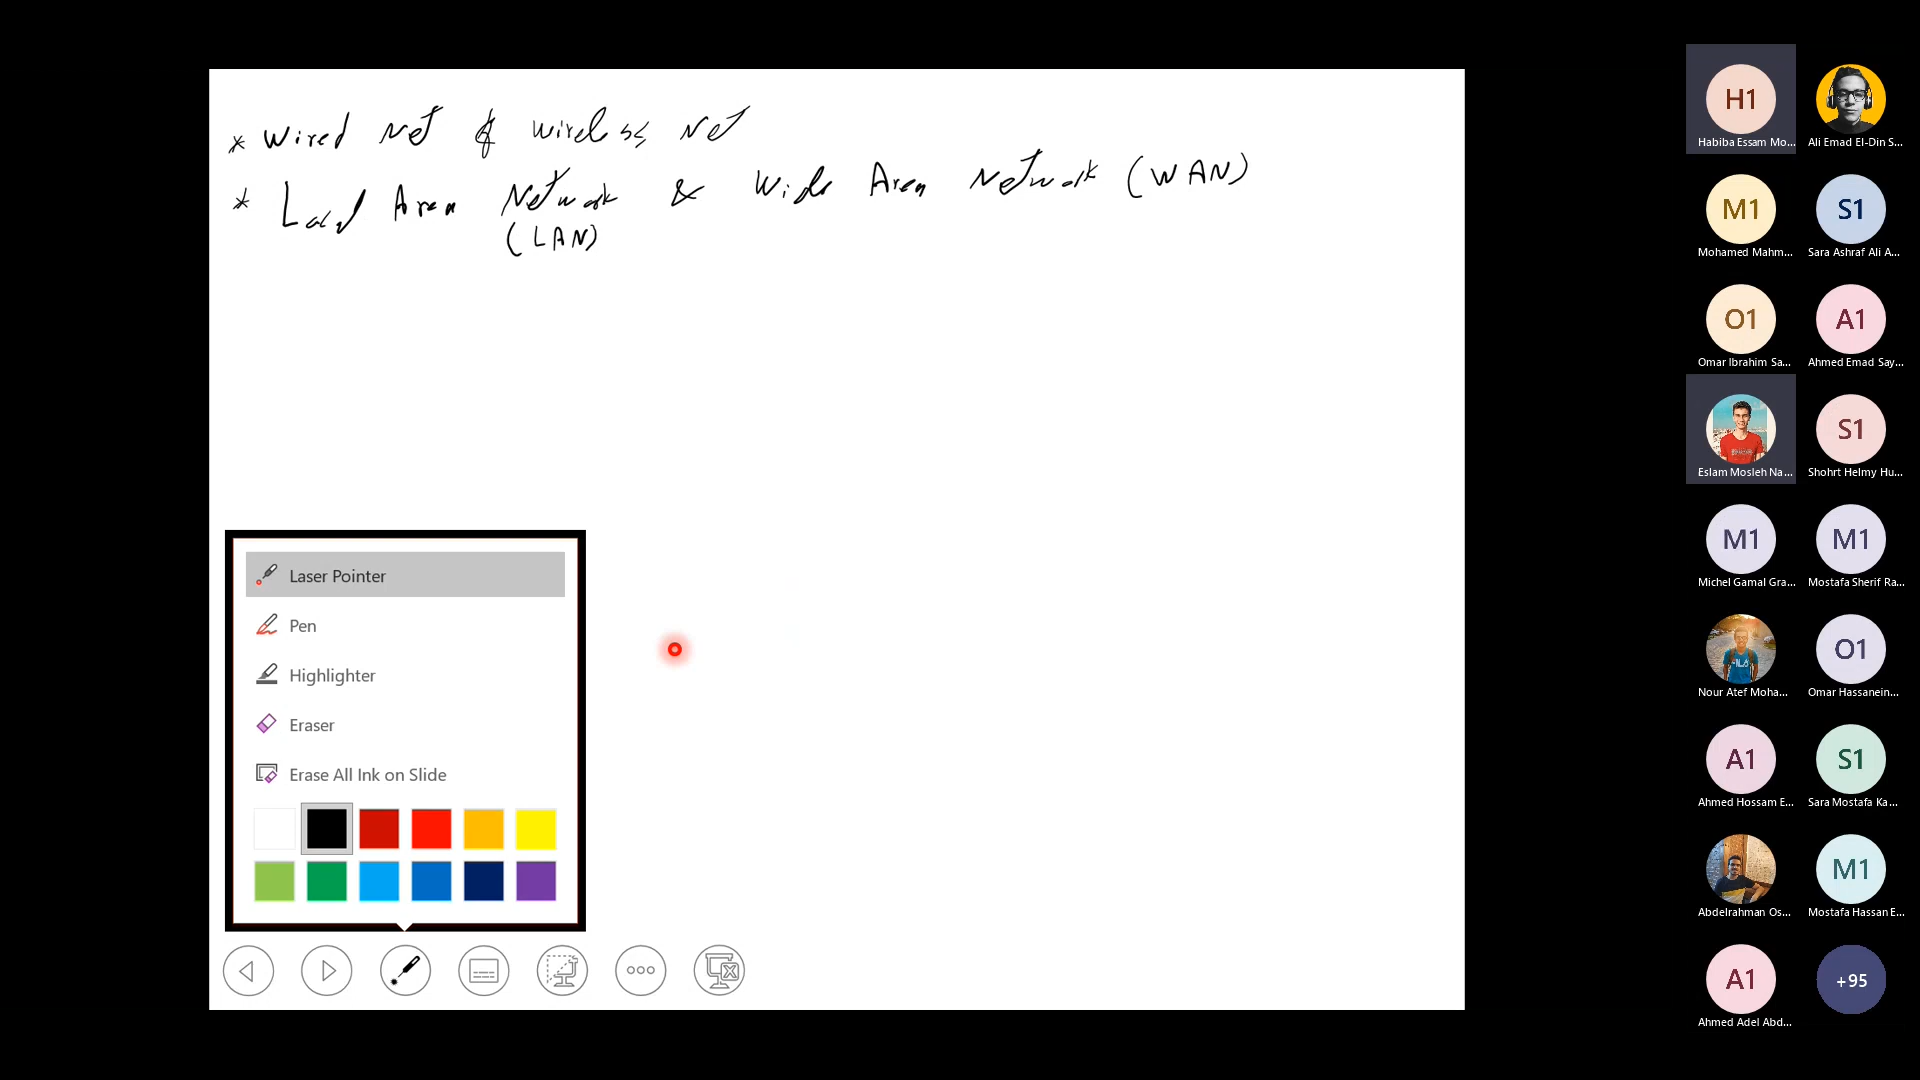 * Wired Net & wireless Net
* Local Area Network & Wide Area Network (WAN)
(LAN)
Laser Pointer
Pen
Highlighter
Eraser
Erase All Ink on Slide
H1
Habiba Essam Mo...
Ali Emad El-Din S...
M1
Mohamed Mahm...
S1
Sara Ashraf Ali A...
O1
Omar Ibrahim Sa...
A1
Ahmed Emad Say...
Eslam Mosleh Na...
S1
Shohrt Helmy Hu...
M1
Michel Gamal Gra...
M1
Mostafa Sherif Ra...
Nour Atef Moha...
O1
Omar Hassanein...
A1
Ahmed Hossam E...
S1
Sara Mostafa Ka...
Abdelrahman Os...
M1
Mostafa Hassan E...
A1
Ahmed Adel Abd...
+95